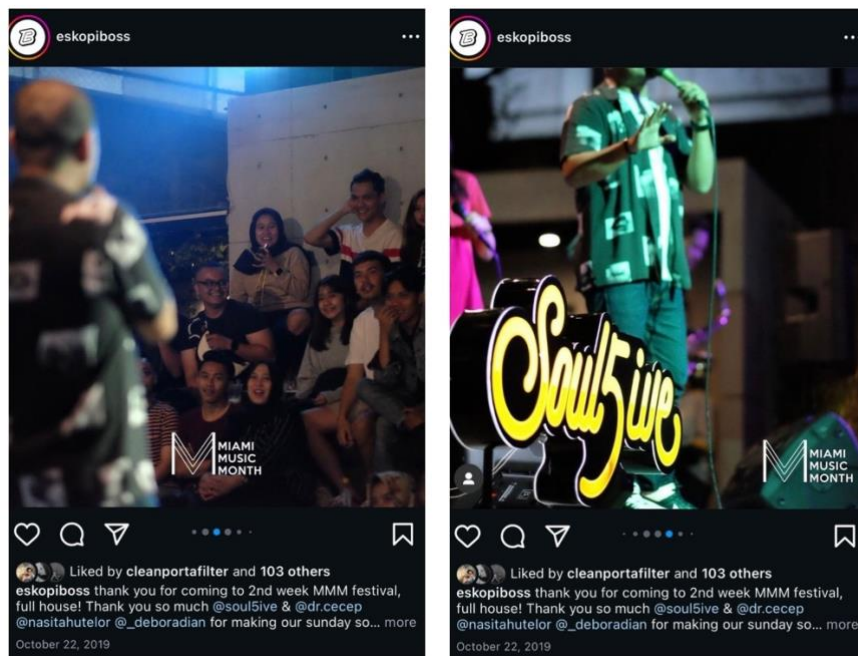 eskopiboss
MIAMI
MUSIC
MONTH
Liked by cleanportafilter and 103 others
eskopiboss thank you for coming to 2nd week MMM festival,
full house! Thank you so much @soul5ive & @dr.cecep
@nasitahutelor @_deboradian for making our sunday so... more
October 22, 2019
eskopiboss
Soul5ive
MIAMI
MUSIC
MONTH
Liked by cleanportafilter and 103 others
eskopiboss thank you for coming to 2nd week MMM festival,
full house! Thank you so much @soul5ive & @dr.cecep
@nasitahutelor @_deboradian for making our sunday so... more
October 22, 2019